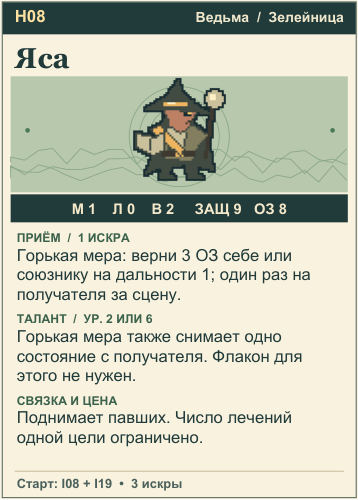 H08
Ведьма / Зелейница
Яса
М 1 Л 0 В 2 ЗАЩ 9 ОЗ 8
ПРИЁМ / 1 ИСКРА
Горькая мера: верни 3 ОЗ себе или
союзнику на дальности 1; один раз на
получателя за сцену.
ТАЛАНТ / УР. 2 ИЛИ 6
Горькая мера также снимает одно
состояние с получателя. Флакон для
этого не нужен.
СВЯЗКА И ЦЕНА
Поднимает павших. Число лечений
одной цели ограничено.
Старт: I08 + I19 • 3 искры